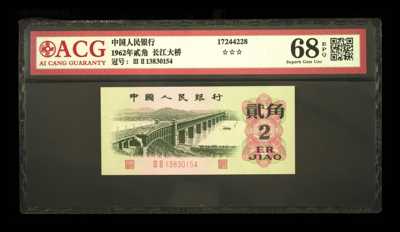 ACG
AI CANG GUARANTY
中国人民银行
1962年贰角 长江大桥
冠号: III II 13830154
17244228
☆☆☆
68 EPQ
Superb Gem Unc
中國人民銀行
貳角
2
ER
JIAO
III II 13830154